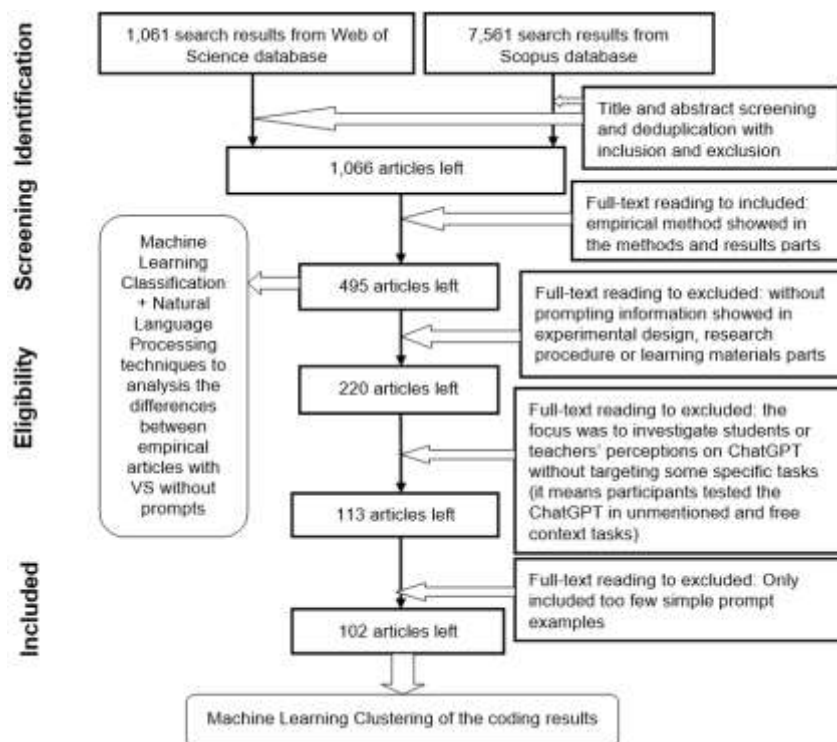 Identification
Screening
Eligibility
Included
1,061 search results from Web of
Science database
7,561 search results from
Scopus database
Title and abstract screening
and deduplication with
inclusion and exclusion
1,066 articles left
Full-text reading to included:
empirical method showed in
the methods and results parts
Machine
Learning
Classification
+ Natural
Language
Processing
techniques to
analysis the
differences
between
empirical
articles with
VS without
prompts
495 articles left
Full-text reading to excluded: without
prompting information showed in
experimental design, research
procedure or learning materials parts
220 articles left
Full-text reading to excluded: the
focus was to investigate students or
teachers' perceptions on ChatGPT
without targeting some specific tasks
(it means participants tested the
ChatGPT in unmentioned and free
context tasks)
113 articles left
Full-text reading to excluded: Only
included too few simple prompt
examples
102 articles left
Machine Learning Clustering of the coding results